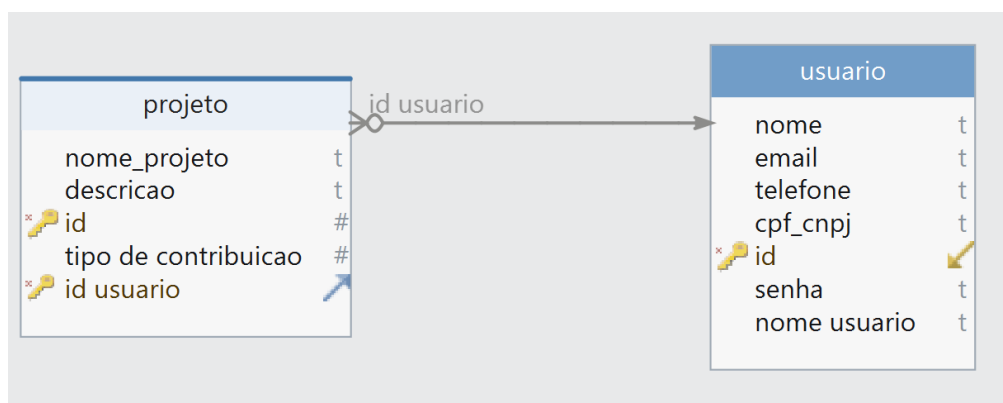 projeto
nome_projeto t
descricao t
id #
tipo de contribuicao #
id usuario
id usuario
usuario
nome t
email t
telefone t
cpf_cnpj t
id
senha t
nome usuario t